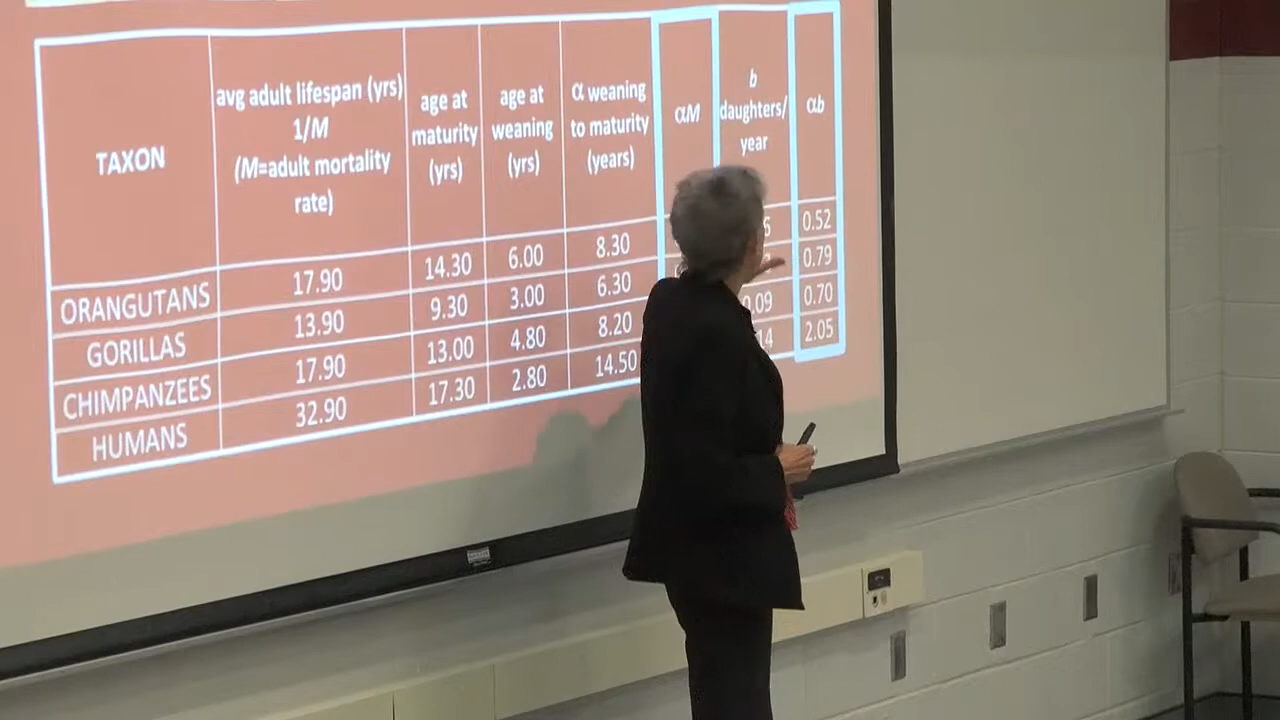 TAXON
avg adult lifespan (yrs)
1/M
(M=adult mortality
rate)
age at
maturity
(yrs)
age at
weaning
(yrs)
α weaning
to maturity
(years)
αM
b
daughters/
year
αb
ORANGUTANS 17.90 14.30 6.00 8.30 0.52
GORILLAS 13.90 9.30 3.00 6.30 0.79
CHIMPANZEES 17.90 13.00 4.80 8.20 0.09 0.70
HUMANS 32.90 17.30 2.80 14.50 14 2.05